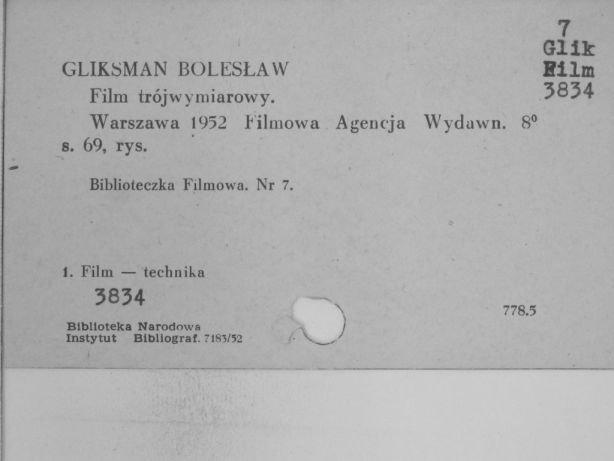 7
Glik
Film
3834
GLIKSMAN BOLESŁAW
Film trójwymiarowy.
Warszawa 1952 Filmowa Agencja Wydawn. 8⁰
s. 69, rys.
Biblioteczka Filmowa. Nr 7.
1. Film — technika
3834
778.5
Biblioteka Narodowa
Instytut Bibliograf. 7183/52